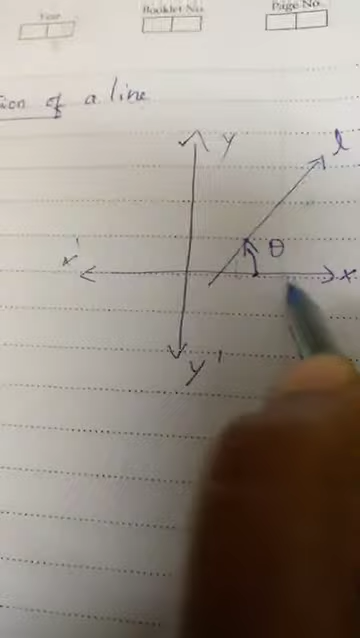 Year
Booklet No.
Page No.
of a line
y
l
θ
x'
x
y'